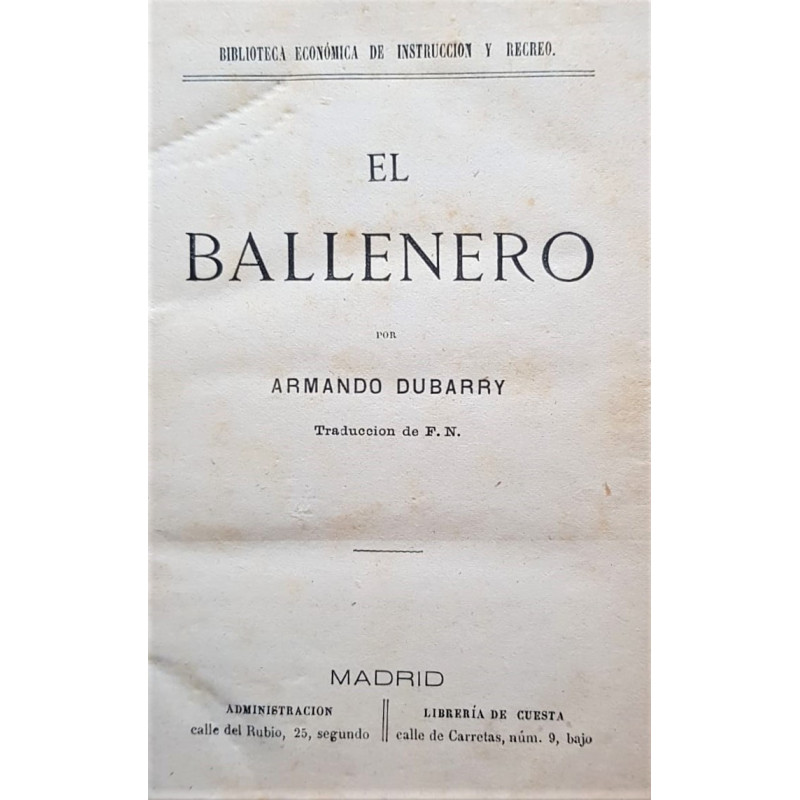 BIBLIOTECA ECONÓMICA DE INSTRUCCION Y RECREO.
EL
BALLENERO
POR
ARMANDO DUBARRY
Traduccion de F. N.
MADRID
ADMINISTRACION
calle del Rubio, 25, segundo
LIBRERÍA DE CUESTA
calle de Carretas, núm. 9, bajo